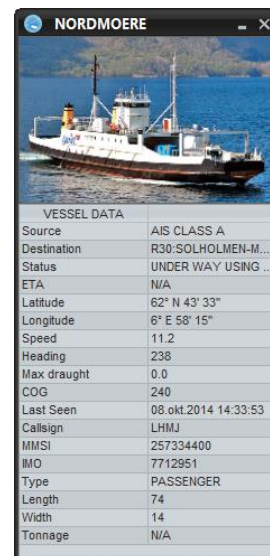 NORDMOERE
VESSEL DATA
Source AIS CLASS A
Destination R30:SOLHOLMEN-M...
Status UNDER WAY USING ...
ETA N/A
Latitude 62° N 43' 33"
Longitude 6° E 58' 15"
Speed 11.2
Heading 238
Max draught 0.0
COG 240
Last Seen 08.okt.2014 14:33:53
Callsign LHMJ
MMSI 257334400
IMO 7712951
Type PASSENGER
Length 74
Width 14
Tonnage N/A